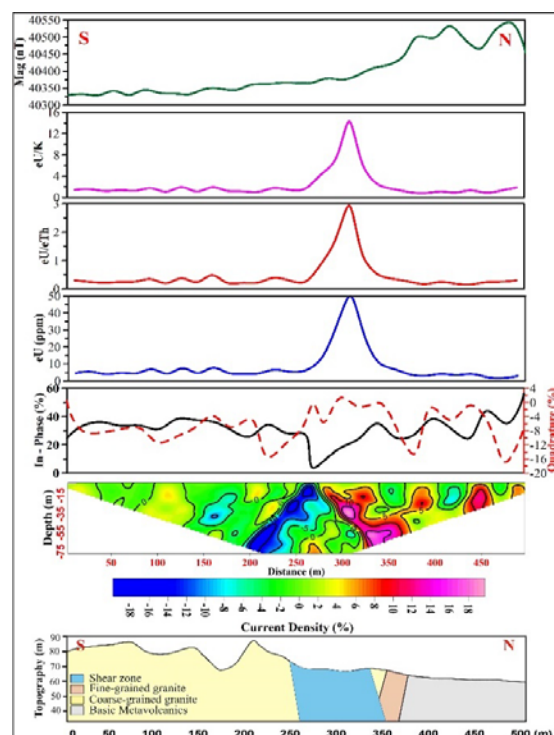 S N
Mag (nT)
40550
40500
40450
40400
40350
40300
eU/K
16
12
8
4
0
eU/eTh
3
2
1
0
eU (ppm)
50
40
30
20
10
0
In - Phase (%)
60
40
20
0
4
0
-4
-8
-12
-16
-20
Quadrature (%)
Depth (m)
-15
-35
-55
-75
50 100 150 200 250 300 350 400 450
Distance (m)
-18 -16 -14 -12 -10 -8 -6 -4 -2 0 2 4 6 8 10 12 14 16 18
Current Density (%)
S N
Topography (m)
90
80
70
60
50
40
Shear zone
Fine-grained granite
Coarse-grained granite
Basic Metavolcanics
0 50 100 150 200 250 300 350 400 450 500 (m)